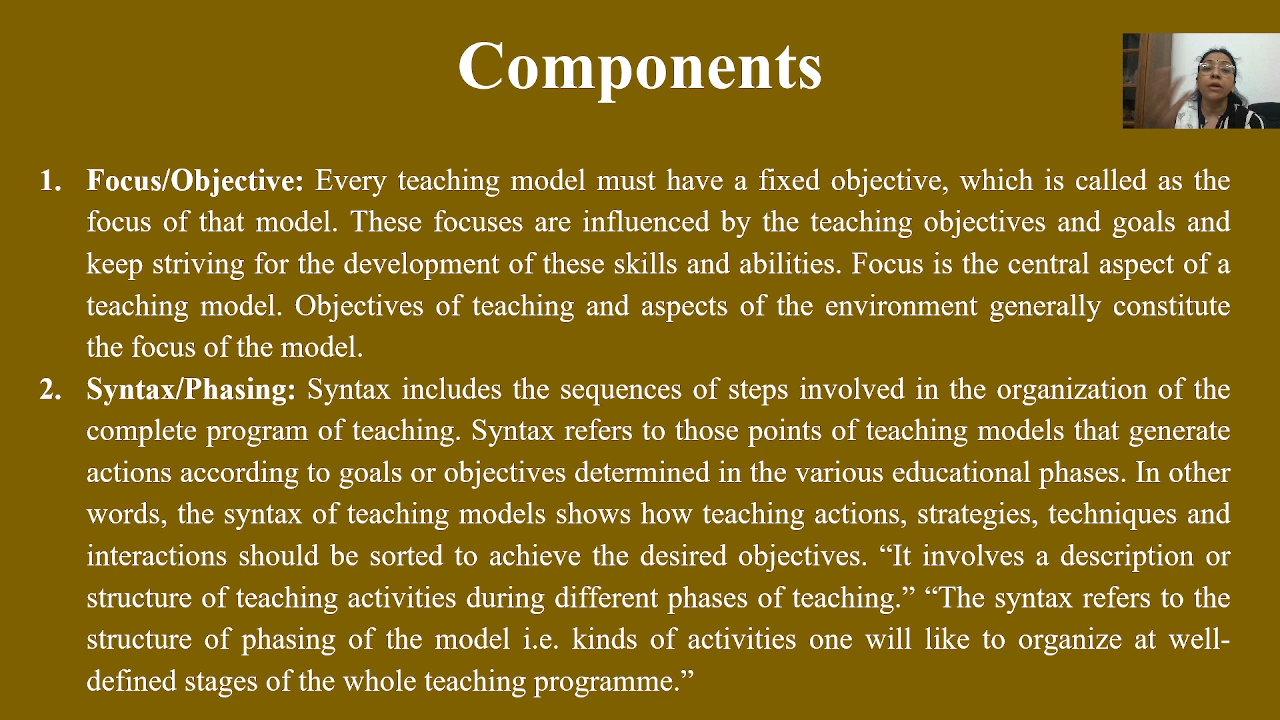 Components
1. Focus/Objective: Every teaching model must have a fixed objective, which is called as the
focus of that model. These focuses are influenced by the teaching objectives and goals and
keep striving for the development of these skills and abilities. Focus is the central aspect of a
teaching model. Objectives of teaching and aspects of the environment generally constitute
the focus of the model.
2. Syntax/Phasing: Syntax includes the sequences of steps involved in the organization of the
complete program of teaching. Syntax refers to those points of teaching models that generate
actions according to goals or objectives determined in the various educational phases. In other
words, the syntax of teaching models shows how teaching actions, strategies, techniques and
interactions should be sorted to achieve the desired objectives. “It involves a description or
structure of teaching activities during different phases of teaching.” “The syntax refers to the
structure of phasing of the model i.e. kinds of activities one will like to organize at well-
defined stages of the whole teaching programme.”